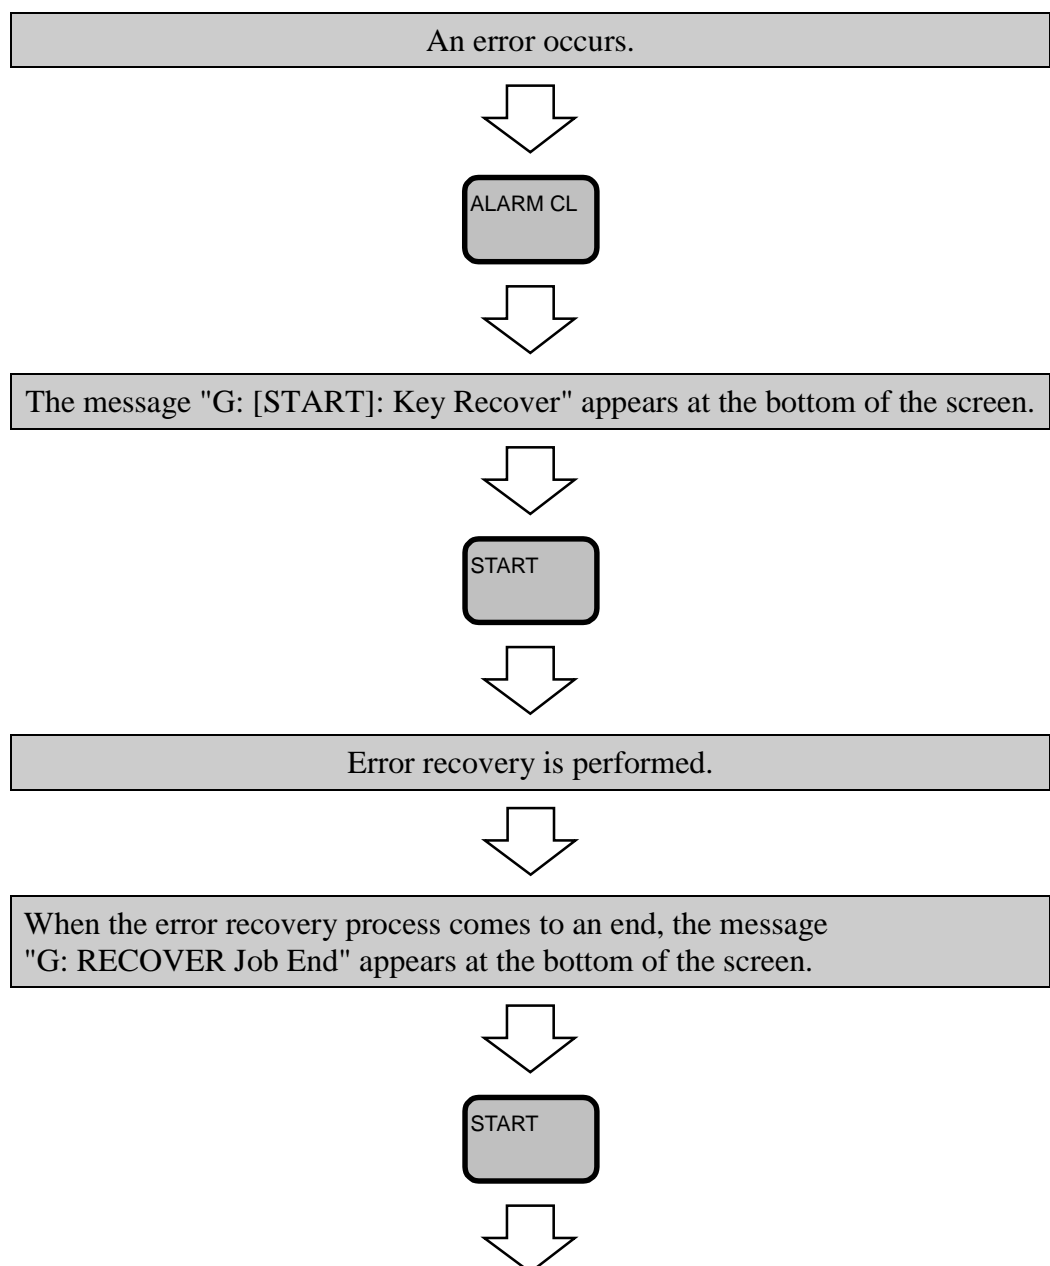 An error occurs.
ALARM CL
The message "G: [START]: Key Recover" appears at the bottom of the screen.
START
Error recovery is performed.
When the error recovery process comes to an end, the message
"G: RECOVER Job End" appears at the bottom of the screen.
START